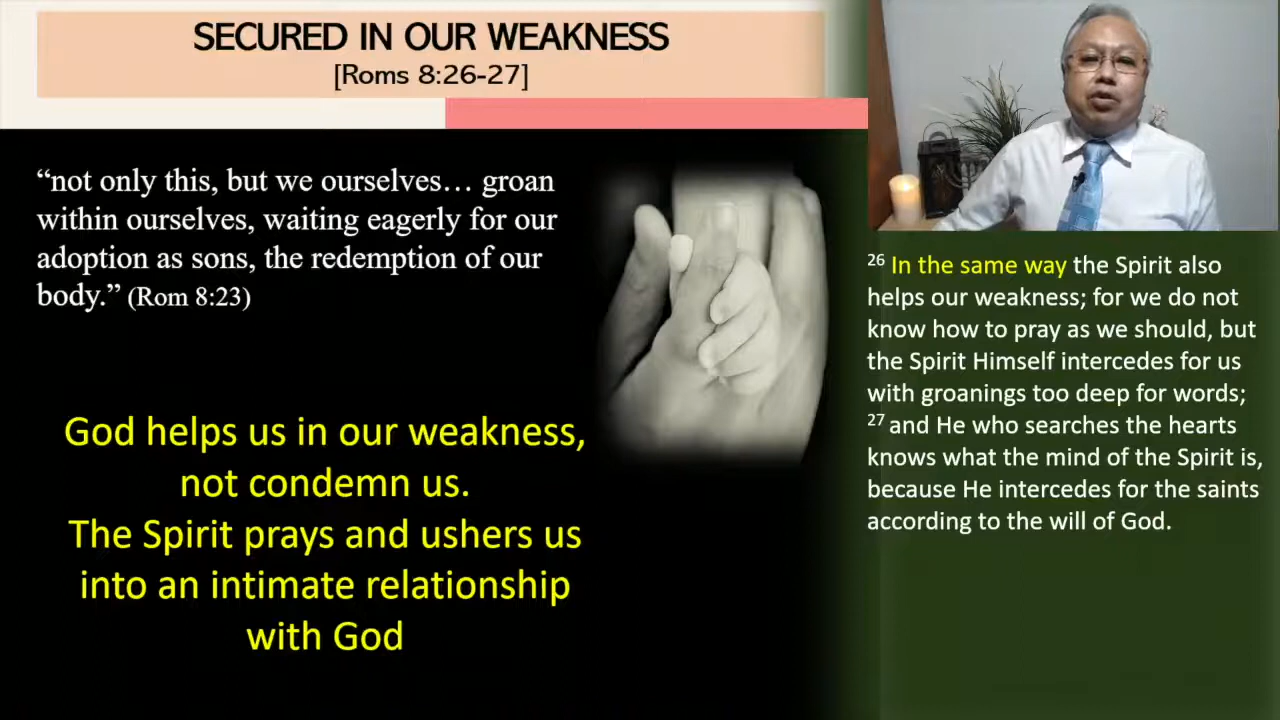 SECURED IN OUR WEAKNESS
[Roms 8:26-27]
“not only this, but we ourselves… groan
within ourselves, waiting eagerly for our
adoption as sons, the redemption of our
body.” (Rom 8:23)
God helps us in our weakness,
not condemn us.
The Spirit prays and ushers us
into an intimate relationship
with God
26 In the same way the Spirit also
helps our weakness; for we do not
know how to pray as we should, but
the Spirit Himself intercedes for us
with groanings too deep for words;
27 and He who searches the hearts
knows what the mind of the Spirit is,
because He intercedes for the saints
according to the will of God.